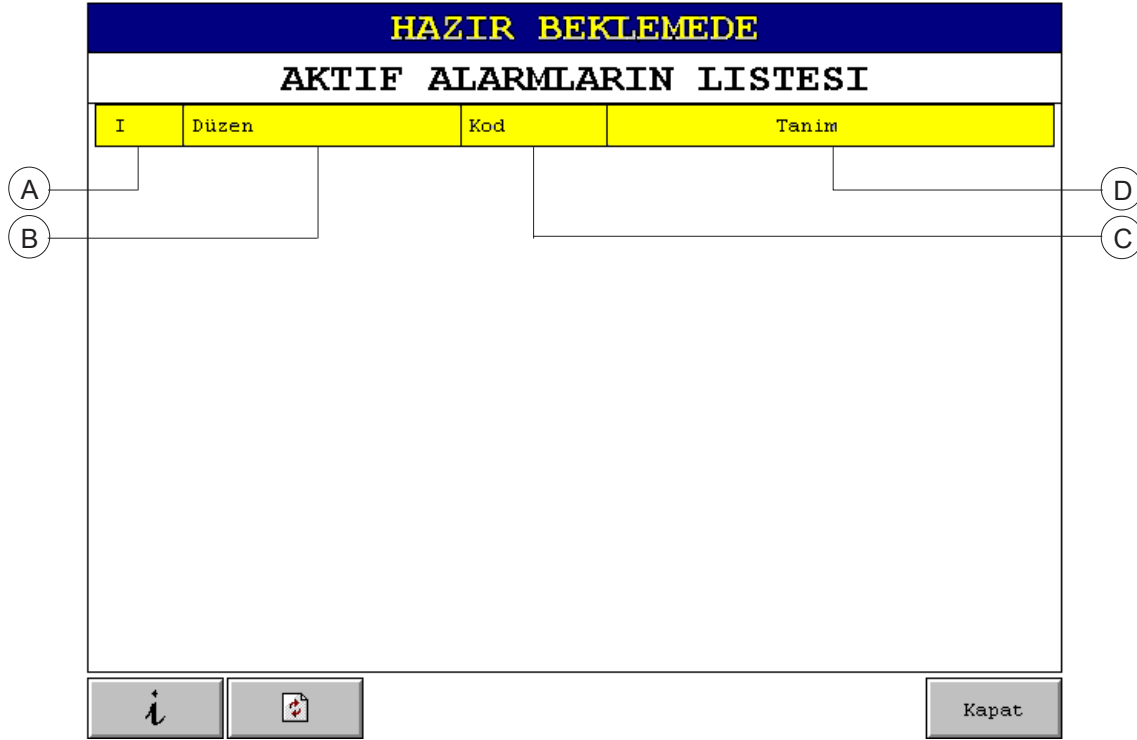 HAZIR BEKLEMEDE
AKTIF ALARMLARIN LISTESI
I Düzen Kod Tanim
A D
B C
i Kapat